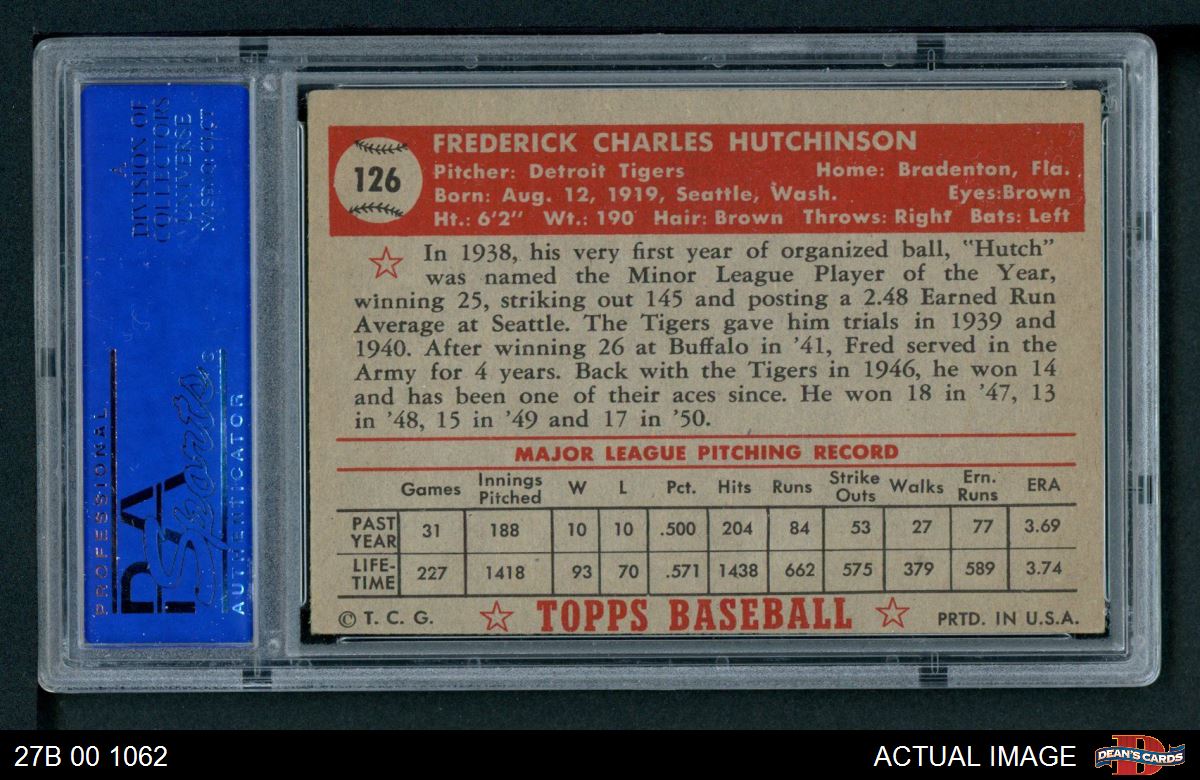 A
DIVISION OF
COLLECTORS
UNIVERSE
NASDAQ: CLCT
PROFESSIONAL
PSA
Sports
AUTHENTICATOR
126
FREDERICK CHARLES HUTCHINSON
Pitcher: Detroit Tigers Home: Bradenton, Fla.
Born: Aug. 12, 1919, Seattle, Wash. Eyes:Brown
Ht.: 6'2" Wt.: 190 Hair: Brown Throws: Right Bats: Left
In 1938, his very first year of organized ball, "Hutch"
was named the Minor League Player of the Year,
winning 25, striking out 145 and posting a 2.48 Earned Run
Average at Seattle. The Tigers gave him trials in 1939 and
1940. After winning 26 at Buffalo in '41, Fred served in the
Army for 4 years. Back with the Tigers in 1946, he won 14
and has been one of their aces since. He won 18 in '47, 13
in '48, 15 in '49 and 17 in '50.
MAJOR LEAGUE PITCHING RECORD
Games Innings Pitched W L Pct. Hits Runs Strike Outs Walks Ern. Runs ERA
PAST YEAR 31 188 10 10 .500 204 84 53 27 77 3.69
LIFE-TIME 227 1418 93 70 .571 1438 662 575 379 589 3.74
© T. C. G. TOPPS BASEBALL PRTD. IN U.S.A.
27B 00 1062 ACTUAL IMAGE DEAN'S CARDS